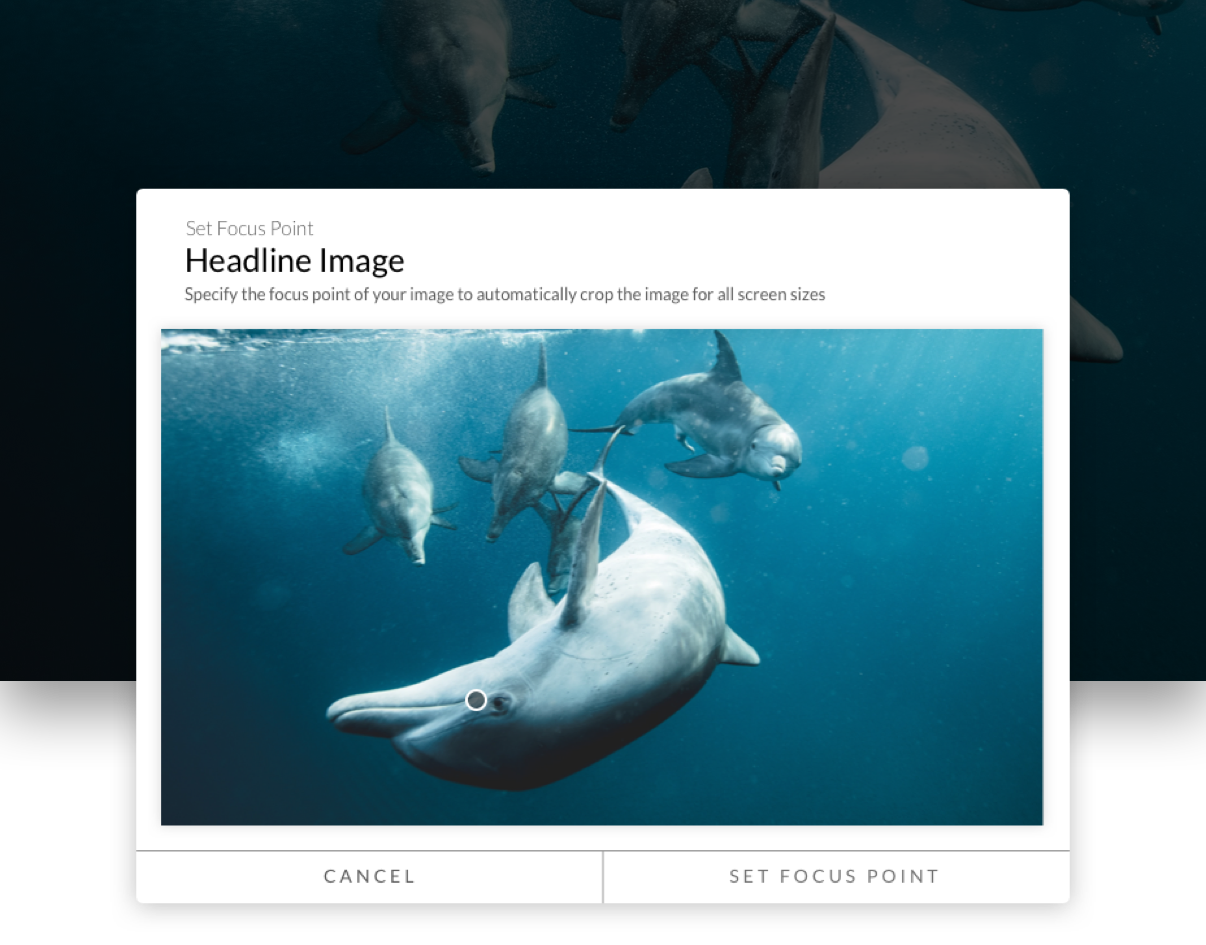 Set Focus Point
Headline Image
Specify the focus point of your image to automatically crop the image for all screen sizes
CANCEL
SET FOCUS POINT